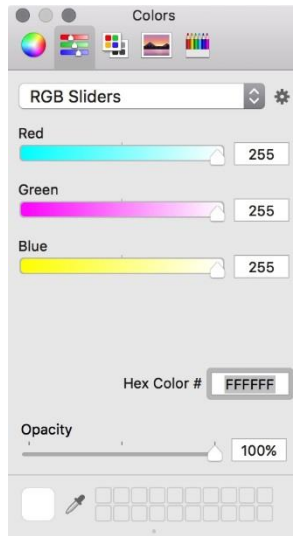 Colors
RGB Sliders
Red
255
Green
255
Blue
255
Hex Color # FFFFFF
Opacity
100%